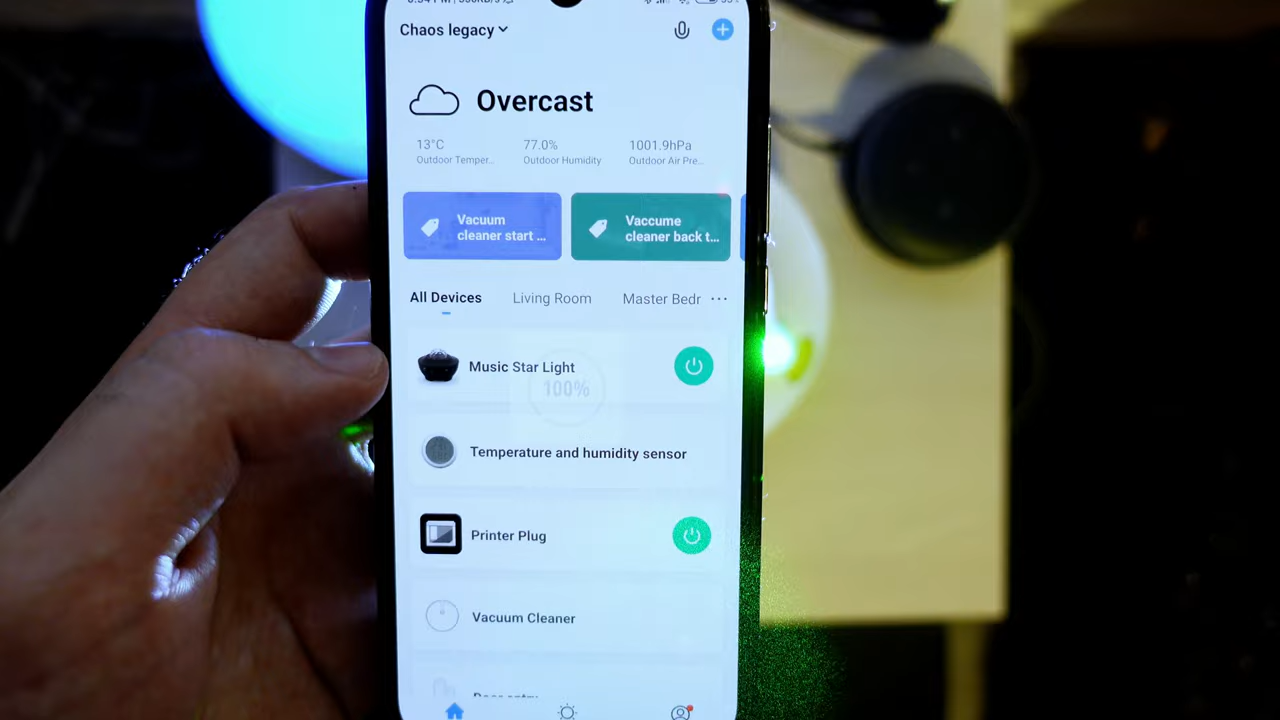 Chaos legacy
Overcast
13°C 77.0% 1001.9hPa
Outdoor Temper... Outdoor Humidity Outdoor Air Pre...
Vacuum
cleaner start ...
Vaccume
cleaner back t...
All Devices Living Room Master Bedr ...
Music Star Light
100%
Temperature and humidity sensor
Printer Plug
Vacuum Cleaner